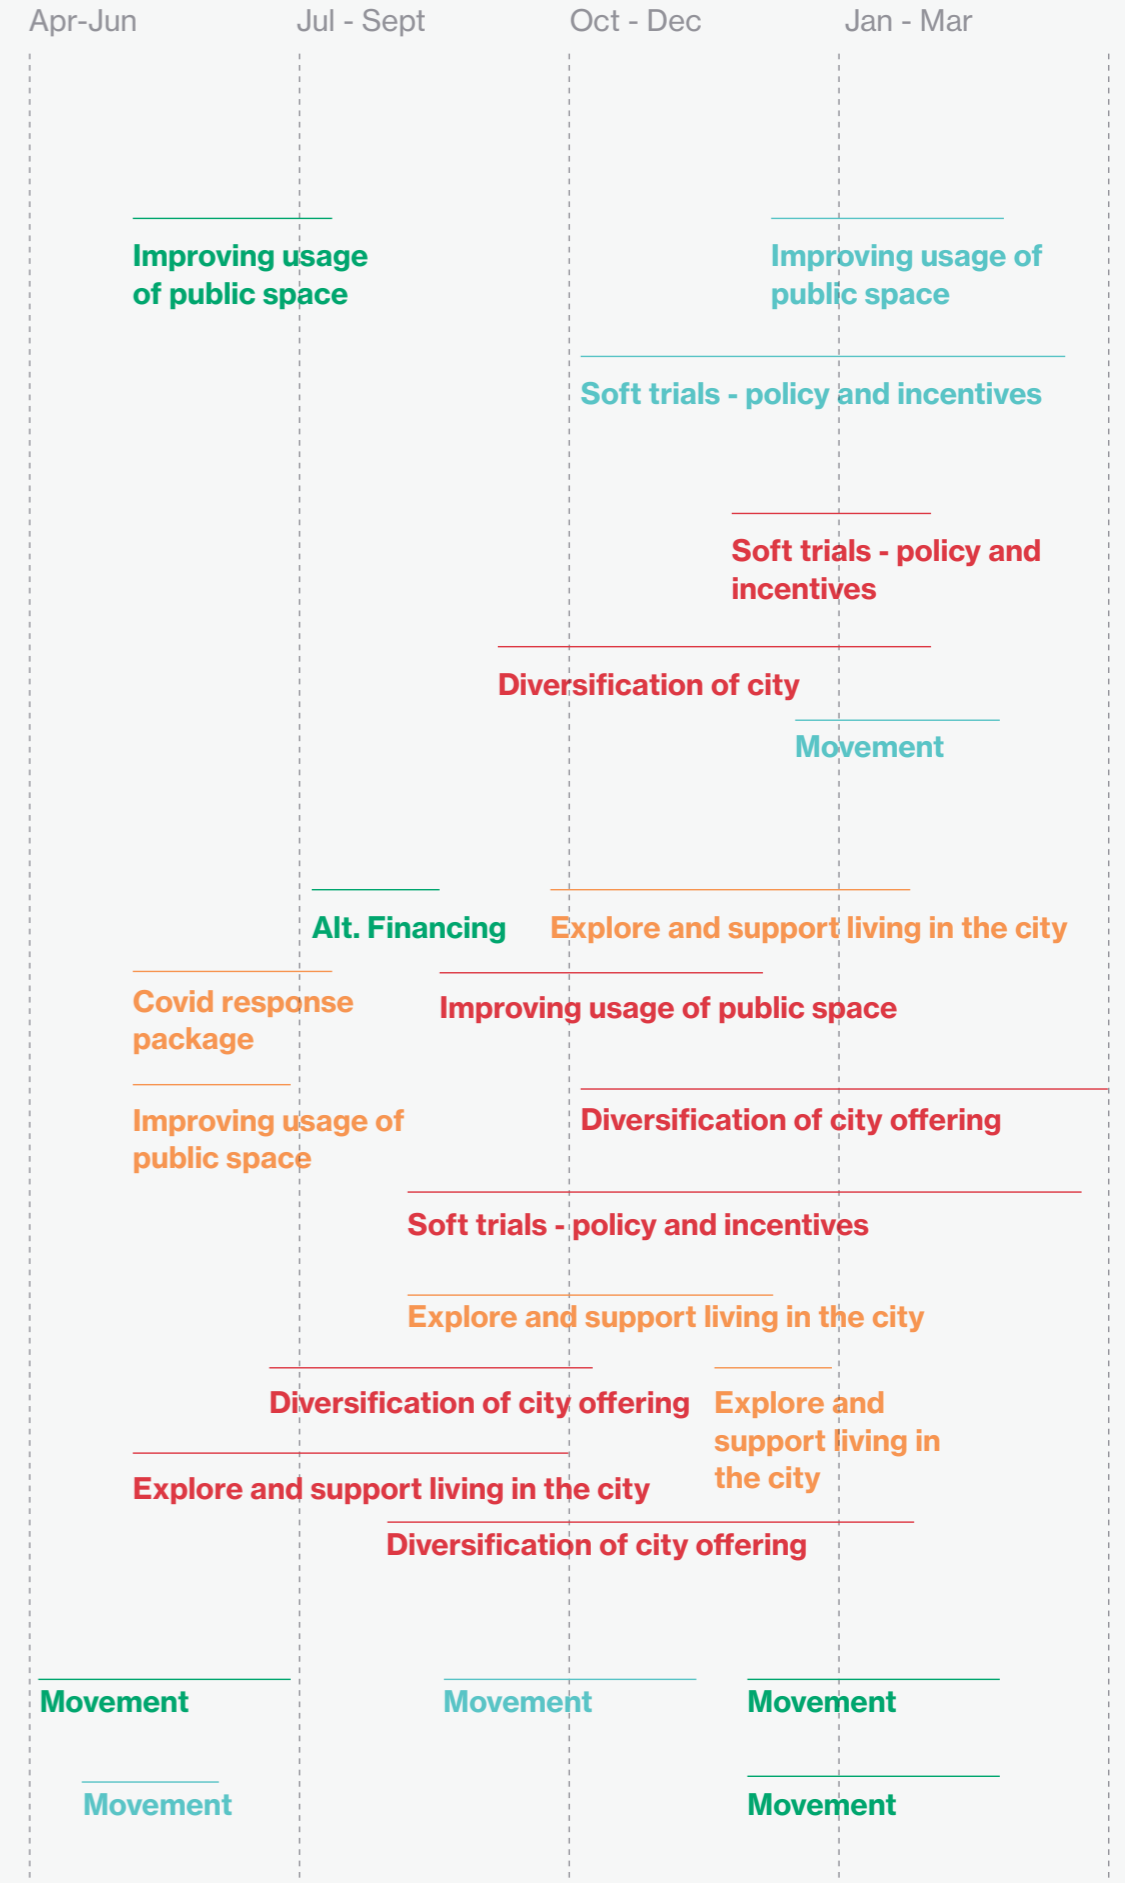 Apr-Jun
Jul - Sept
Oct - Dec
Jan - Mar
Improving usage
of public space
Improving usage of
public space
Soft trials - policy and incentives
Soft trials - policy and
incentives
Diversification of city
Movement
Alt. Financing
Explore and support living in the city
Covid response
package
Improving usage of public space
Improving usage of
public space
Diversification of city offering
Soft trials - policy and incentives
Explore and support living in the city
Diversification of city offering
Explore and
support living in
the city
Explore and support living in the city
Diversification of city offering
Movement
Movement
Movement
Movement
Movement